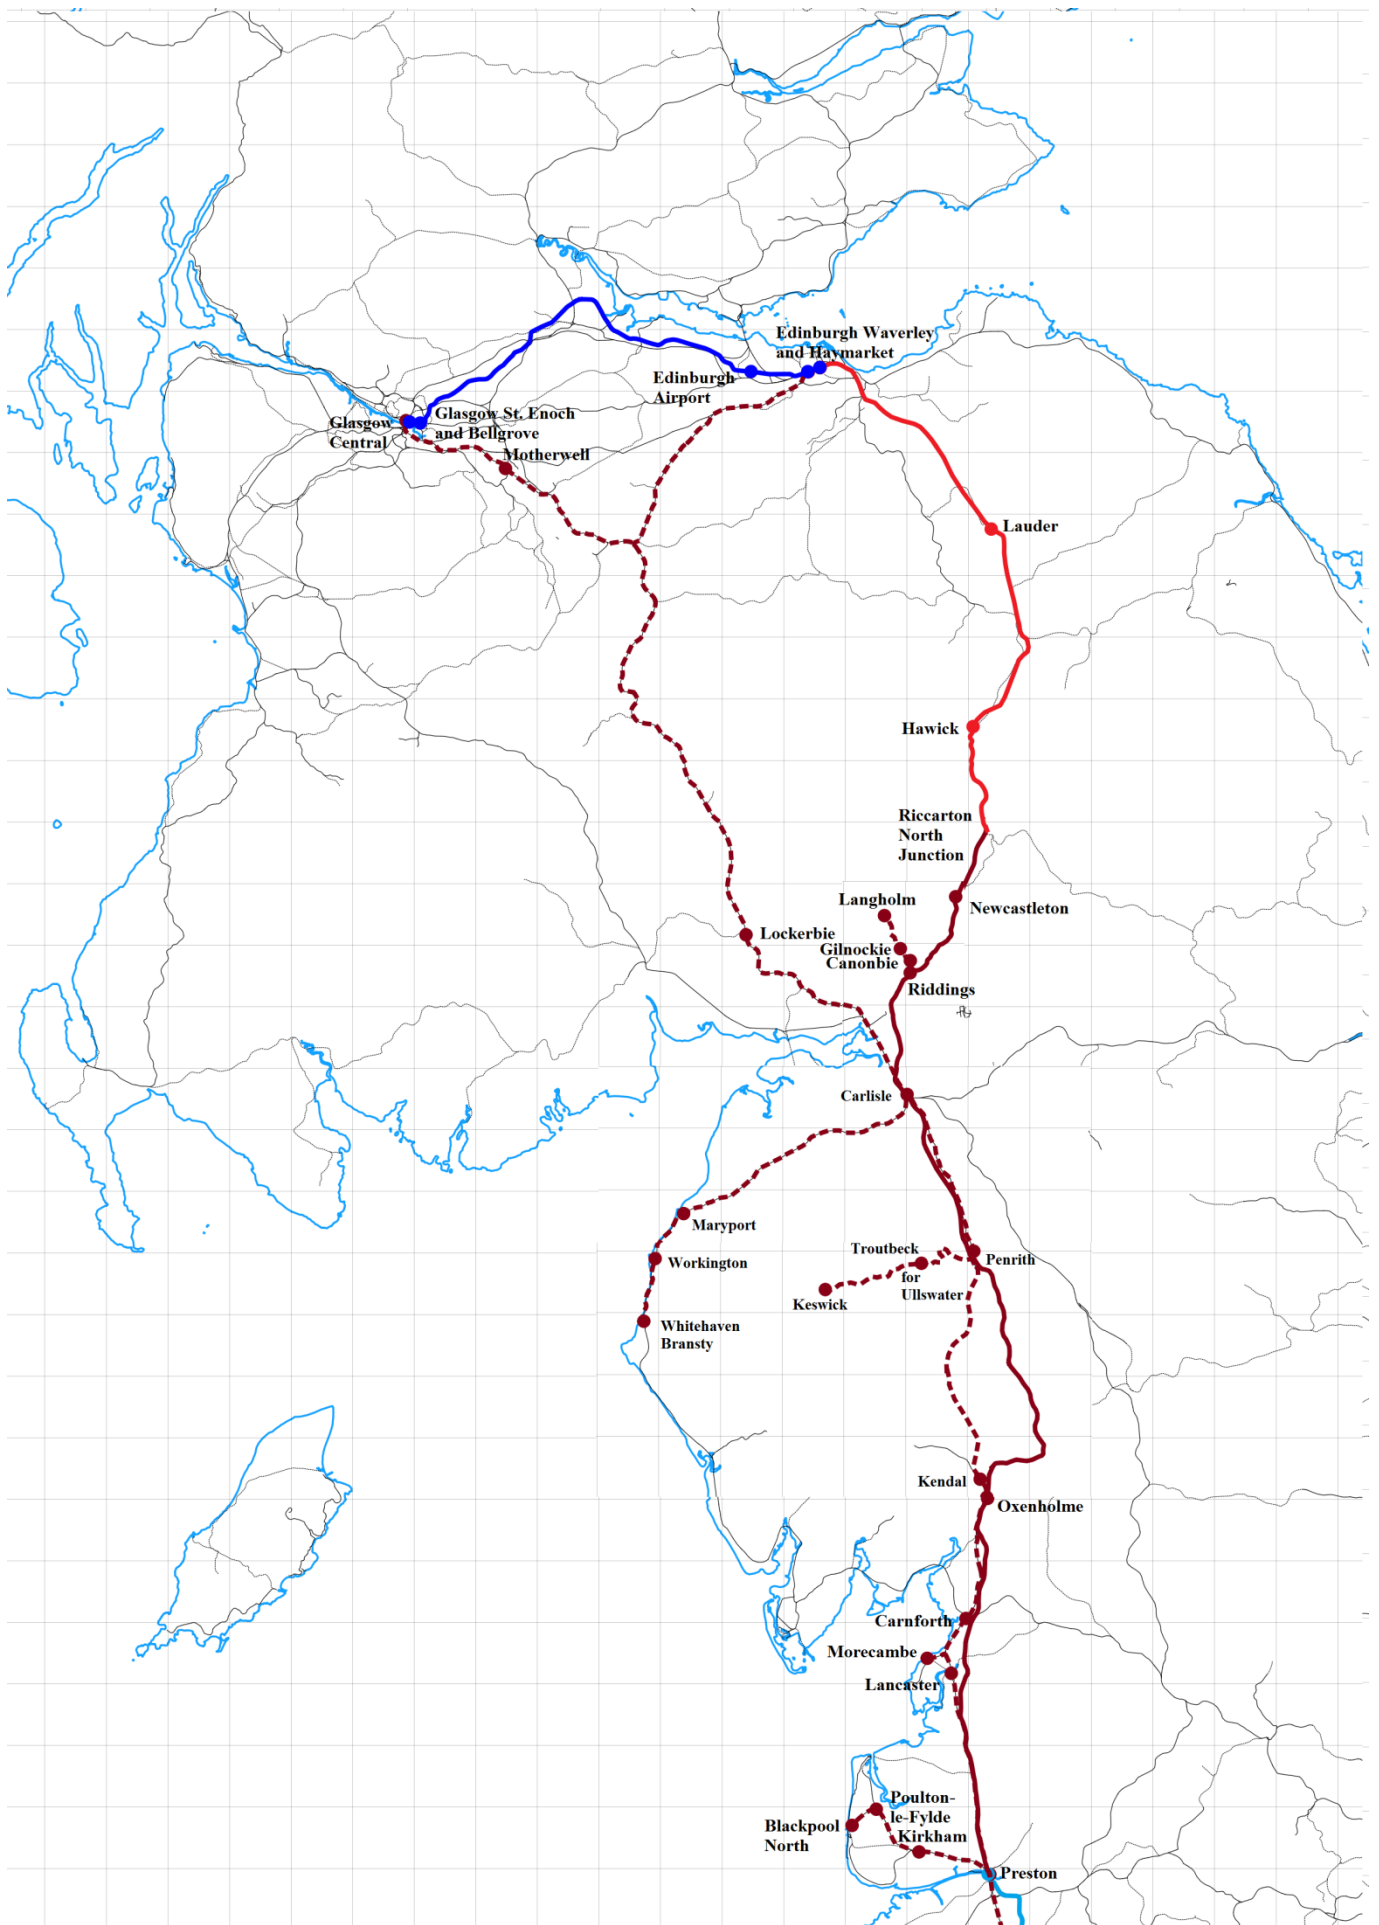 Edinburgh Waverley
and Haymarket
Edinburgh
Airport
Glasgow St. Enoch
and Bellgrove
Glasgow
Central
Motherwell
Lauder
Hawick
Riccarton
North
Junction
Langholm
Newcastleton
Gilnockie
Lockerbie
Canonbie
Riddings
Carlisle
Maryport
Troutbeck
for
Ullswater
Penrith
Workington
Keswick
Whitehaven
Bransty
Kendal
Oxenholme
Carnforth
Morecambe
Lancaster
Poulton-
le-Fylde
Blackpool
North
Kirkham
Preston